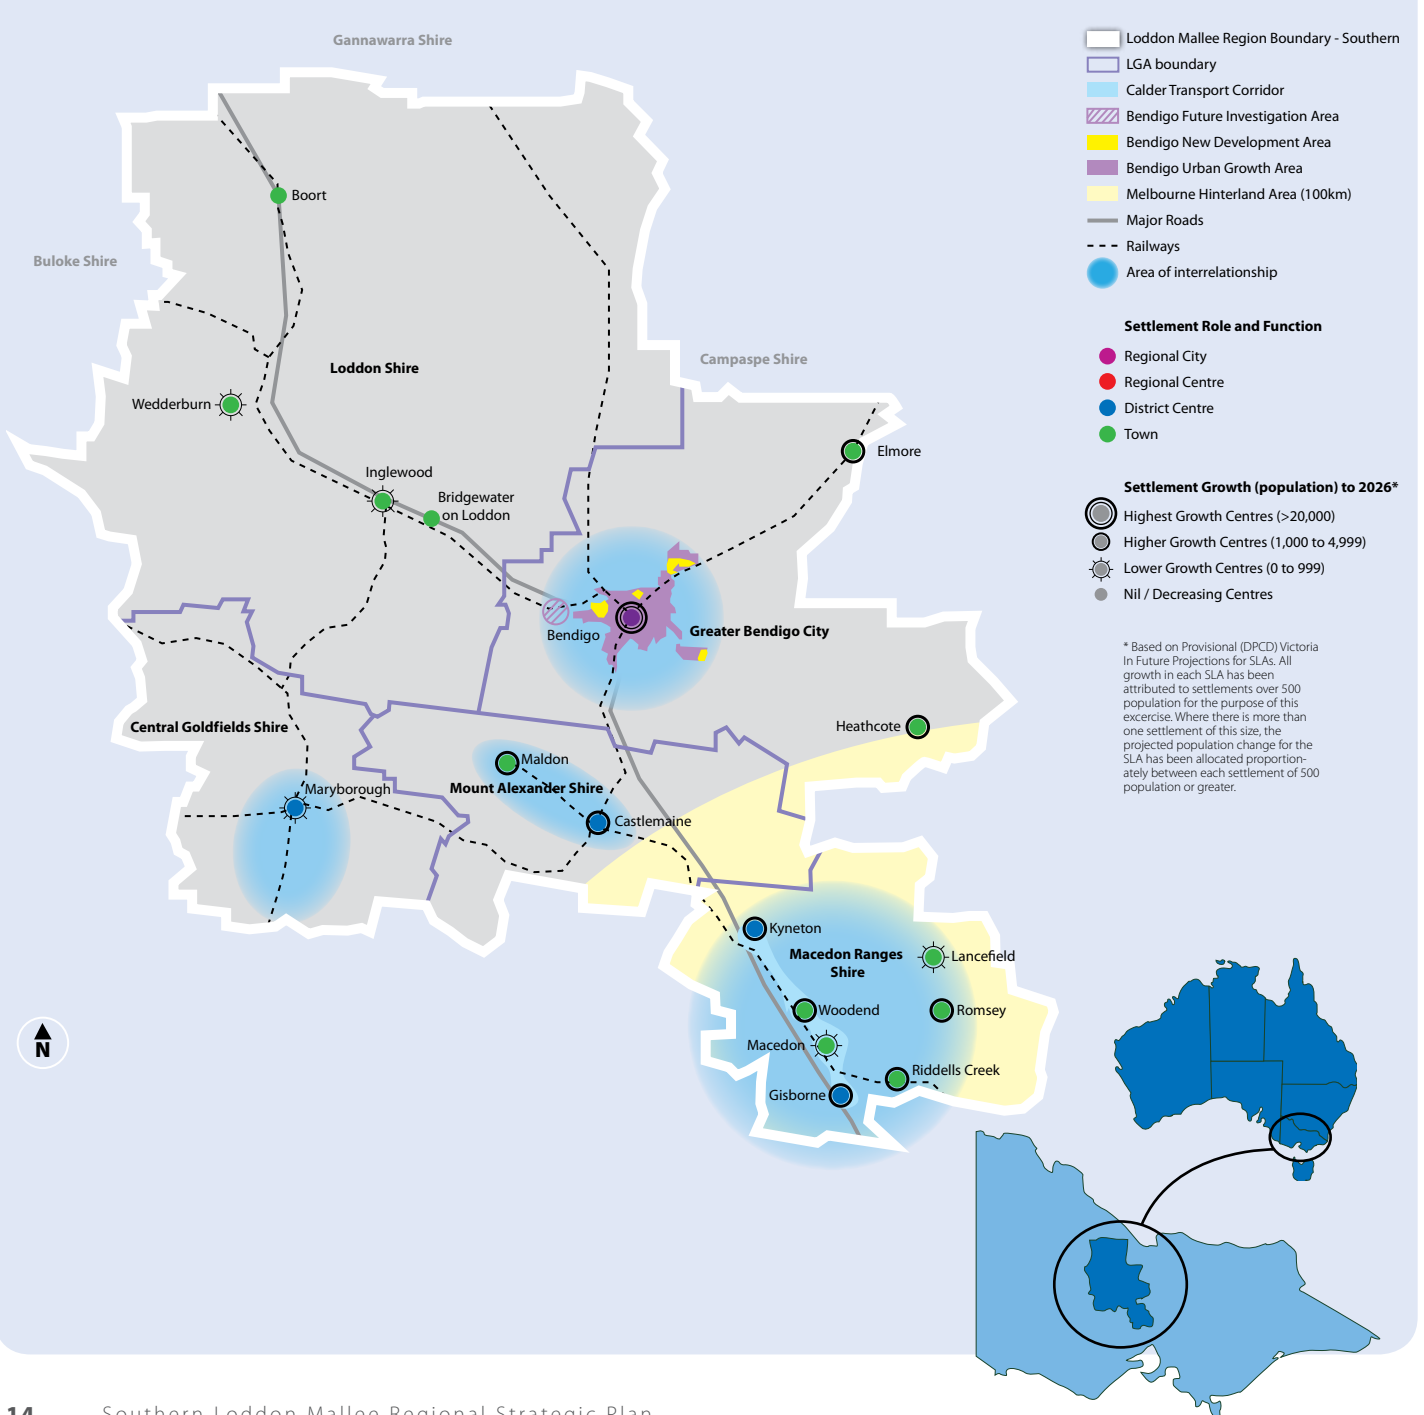 Gannawarra Shire
Buloke Shire
Campaspe Shire
Boort
Loddon Shire
Wedderburn
Inglewood
Bridgewater
on Loddon
Elmore
Bendigo
Greater Bendigo City
Heathcote
Central Goldfields Shire
Maldon
Mount Alexander Shire
Maryborough
Castlemaine
Kyneton
Macedon Ranges
Shire
Lancefield
Woodend
Romsey
Macedon
Riddells Creek
Gisborne
N
Loddon Mallee Region Boundary - Southern
LGA boundary
Calder Transport Corridor
Bendigo Future Investigation Area
Bendigo New Development Area
Bendigo Urban Growth Area
Melbourne Hinterland Area (100km)
Major Roads
Railways
Area of interrelationship
Settlement Role and Function
Regional City
Regional Centre
District Centre
Town
Settlement Growth (population) to 2026*
Highest Growth Centres (>20,000)
Higher Growth Centres (1,000 to 4,999)
Lower Growth Centres (0 to 999)
Nil / Decreasing Centres
* Based on Provisional (DPCD) Victoria
In Future Projections for SLAs. All
growth in each SLA has been
attributed to settlements over 500
population for the purpose of this
excercise. Where there is more than
one settlement of this size, the
projected population change for the
SLA has been allocated proportion-
ately between each settlement of 500
population or greater.
14 Southern Loddon Mallee Regional Strategic Plan